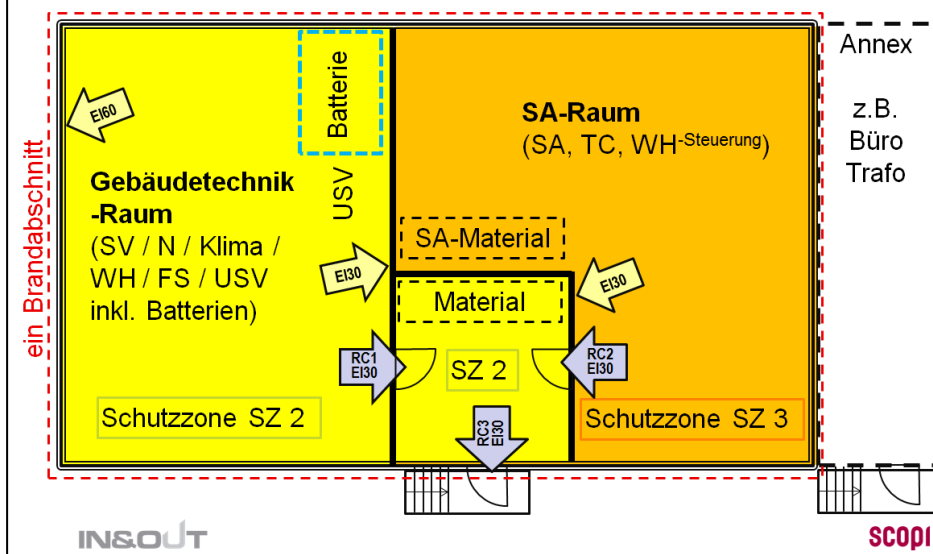 ein Brandabschnitt
EI60
Batterie
USV
Gebäudetechnik
-Raum
(SV / N / Klima /
WH / FS / USV
inkl. Batterien)
Schutzzone SZ 2
SA-Raum
(SA, TC, WH-Steuerung)
SA-Material
EI30
Material
EI30
RC1
EI30
SZ 2
RC2
EI30
RC3
EI30
Schutzzone SZ 3
Annex
z.B.
Büro
Trafo
IN&OUT
scopr